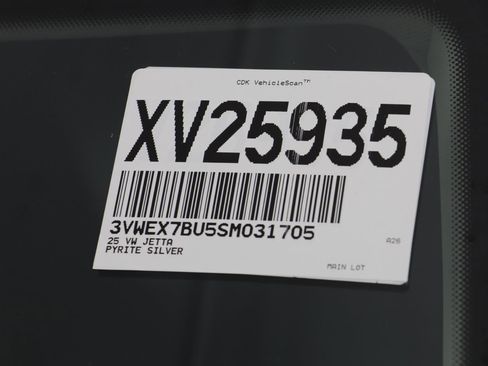 CDK VehicleScan™
XV25935
3VWEX7BU5SM031705
25 VW JETTA
PYRITE SILVER
A26
MAIN LOT